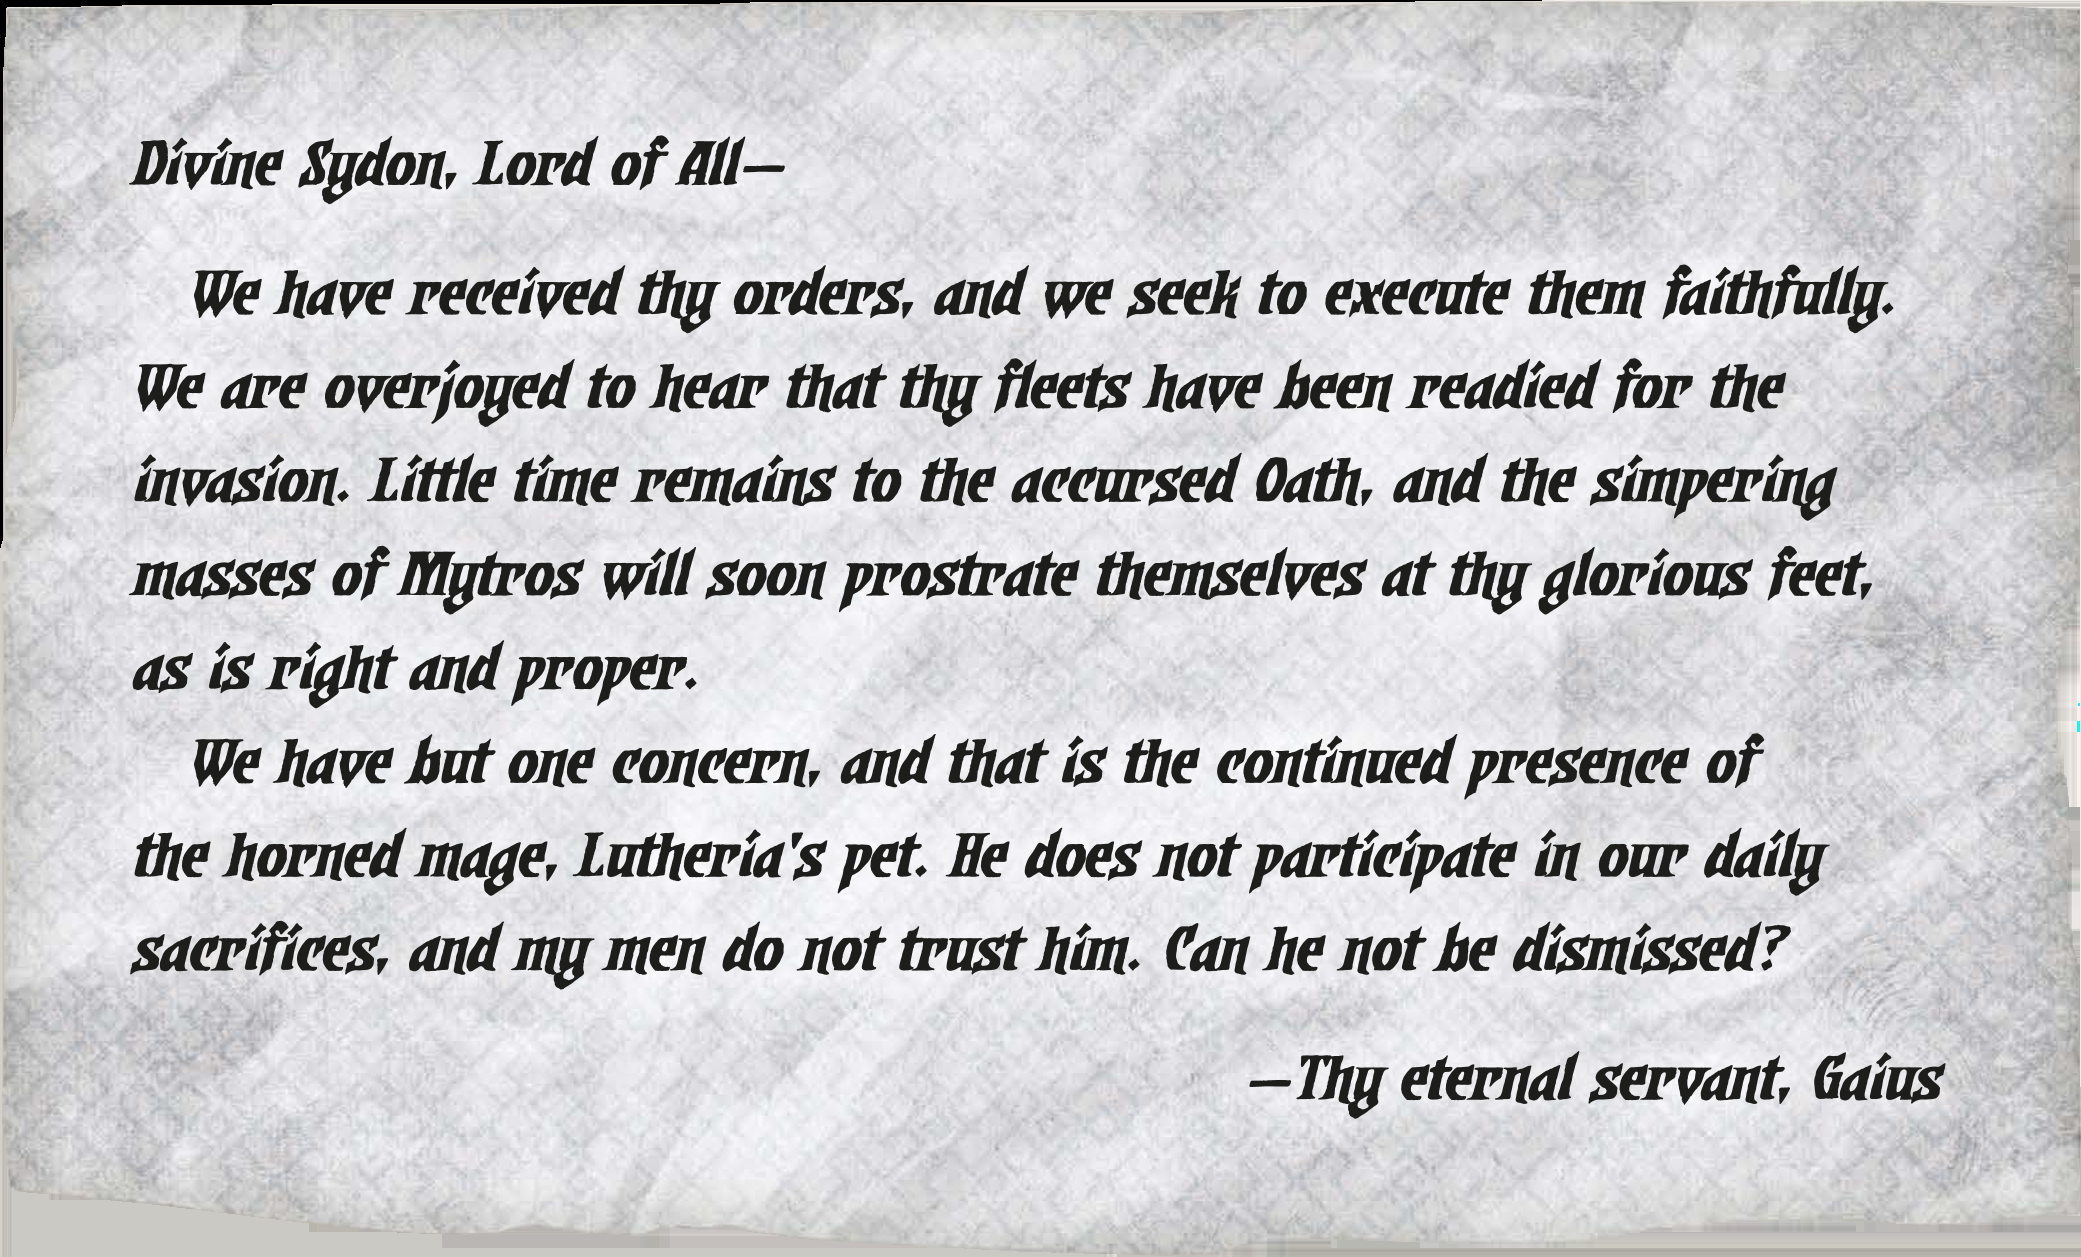 Divine Sydon, Lord of All—
We have received thy orders, and we seek to execute them faithfully.
We are overjoyed to hear that thy fleets have been readied for the
invasion. Little time remains to the accursed Oath, and the simpering
masses of Mytros will soon prostrate themselves at thy glorious feet,
as is right and proper.
We have but one concern, and that is the continued presence of
the horned mage, Lutheria's pet. He does not participate in our daily
sacrifices, and my men do not trust him. Can he not be dismissed?
—Thy eternal servant, Gaius